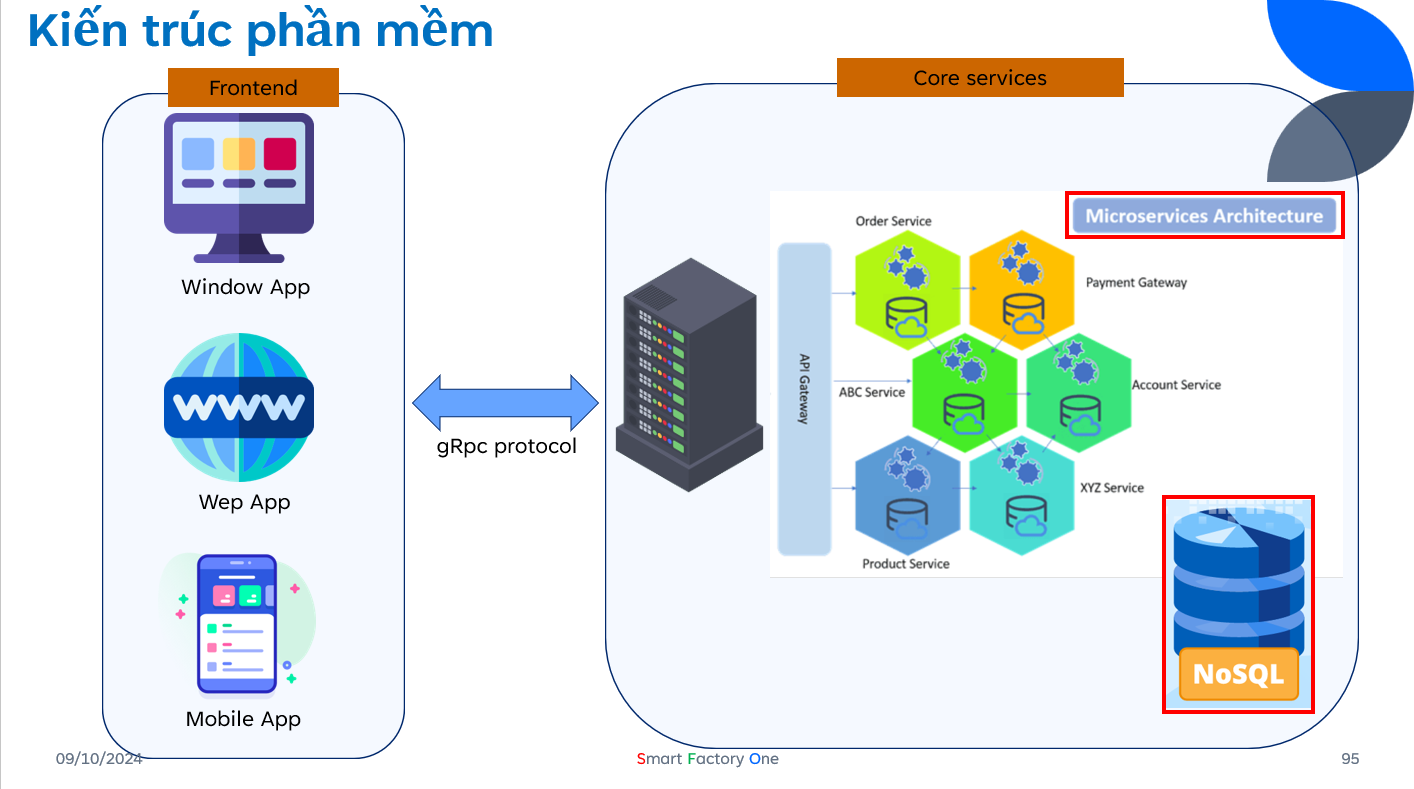 Kiến trúc phần mềm
Frontend
Window App
WWW
Wep App
Mobile App
gRpc protocol
Core services
Microservices Architecture
API Gateway
Order Service
Payment Gateway
ABC Service
Account Service
XYZ Service
Product Service
NoSQL
09/10/2024
Smart Factory One
95